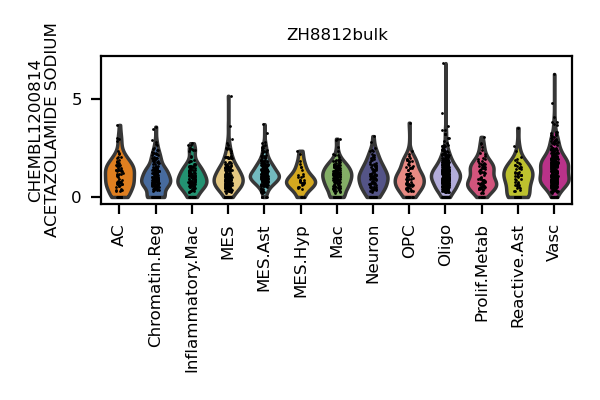 ZH8812bulk
CHEMBL1200814
ACETAZOLAMIDE SODIUM
5
0
AC
Chromatin.Reg
Inflammatory.Mac
MES
MES.Ast
MES.Hyp
Mac
Neuron
OPC
Oligo
Prolif.Metab
Reactive.Ast
Vasc